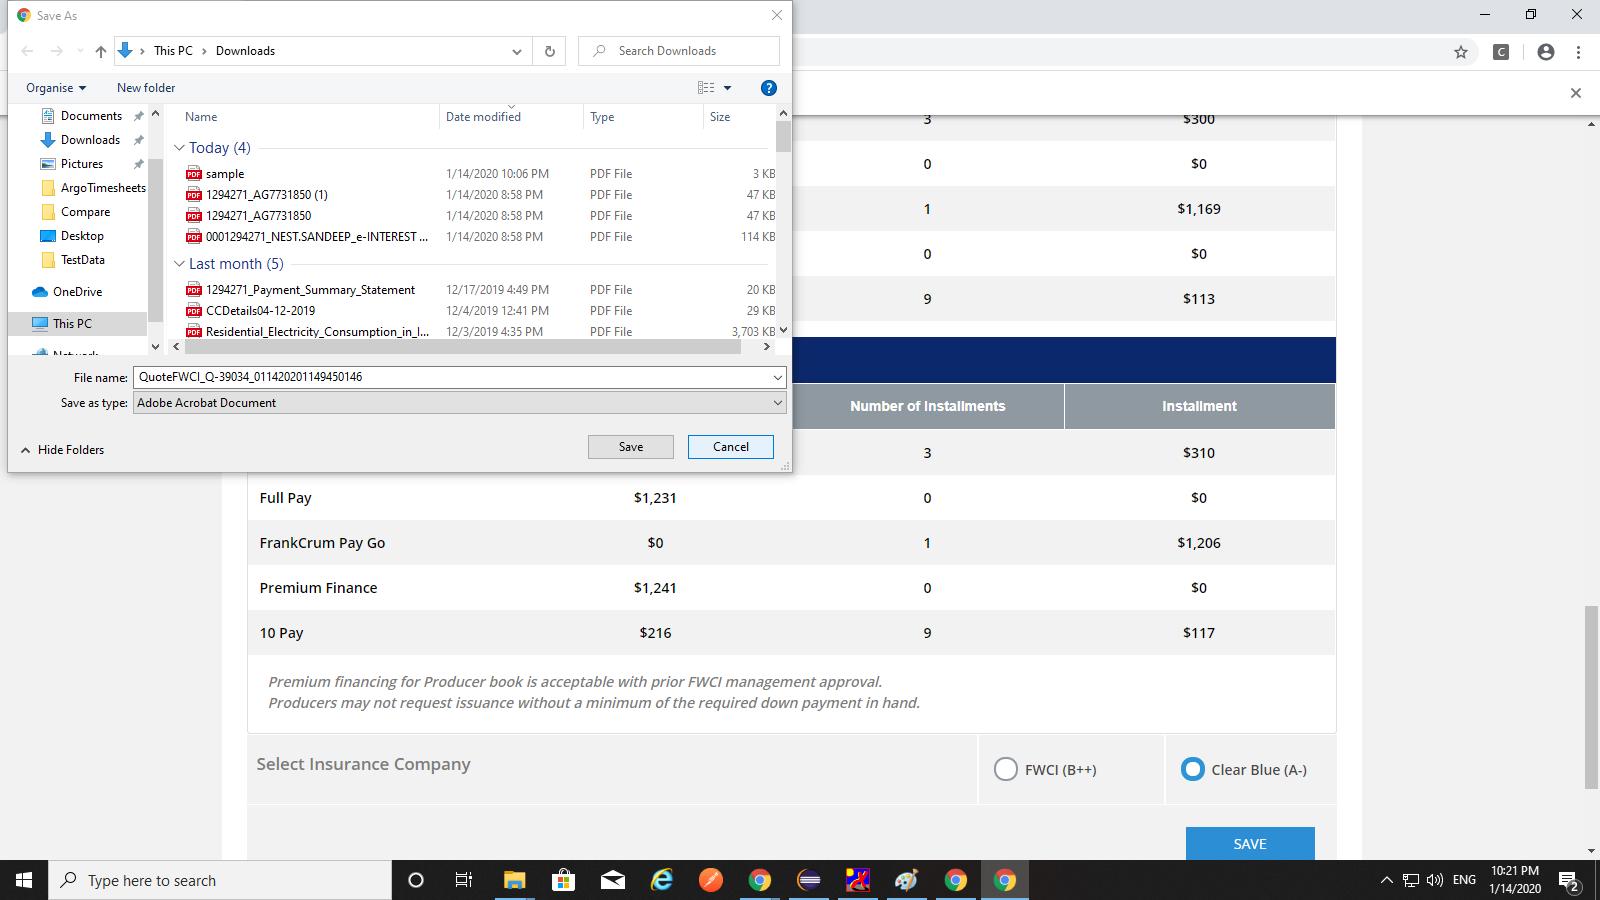 Save As
This PC
Downloads
Search Downloads
Organise
New folder
Documents
Downloads
Pictures
ArgoTimesheets
Compare
Desktop
TestData
OneDrive
This PC
Network
Name Date modified Type Size
Today (4)
sample 1/14/2020 10:06 PM PDF File 3 KB
1294271_AG7731850 (1) 1/14/2020 8:58 PM PDF File 47 KB
1294271_AG7731850 1/14/2020 8:58 PM PDF File 47 KB
0001294271_NEST.SANDEEP_e-INTEREST ... 1/14/2020 8:58 PM PDF File 114 KB
Last month (5)
1294271_Payment_Summary_Statement 12/17/2019 4:49 PM PDF File 20 KB
CCDetails04-12-2019 12/4/2019 12:41 PM PDF File 29 KB
Residential_Electricity_Consumption_in_I... 12/3/2019 4:35 PM PDF File 3,703 KB
File name: QuoteFWCI_Q-39034_011420201149450146
Save as type: Adobe Acrobat Document
Hide Folders
Save
Cancel
C
3 $300
0 $0
1 $1,169
0 $0
9 $113
Number of Installments Installment
3 $310
Full Pay $1,231 0 $0
FrankCrum Pay Go $0 1 $1,206
Premium Finance $1,241 0 $0
10 Pay $216 9 $117
Premium financing for Producer book is acceptable with prior FWCI management approval.
Producers may not request issuance without a minimum of the required down payment in hand.
Select Insurance Company
FWCI (B++)
Clear Blue (A-)
SAVE
Type here to search
ENG
10:21 PM
1/14/2020
2